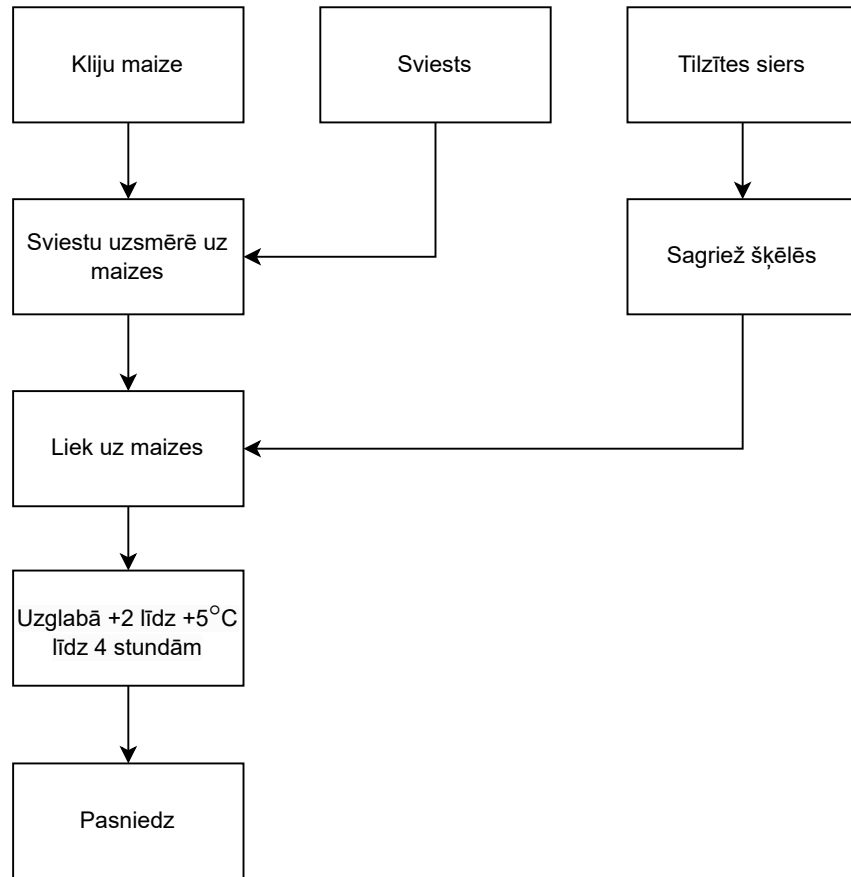 Kliju maize
Sviests
Tilzītes siers
Sviestu uzsmērē uz
maizes
Sagriež šķēlēs
Liek uz maizes
Uzglabā +2 līdz +5°C
līdz 4 stundām
Pasniedz